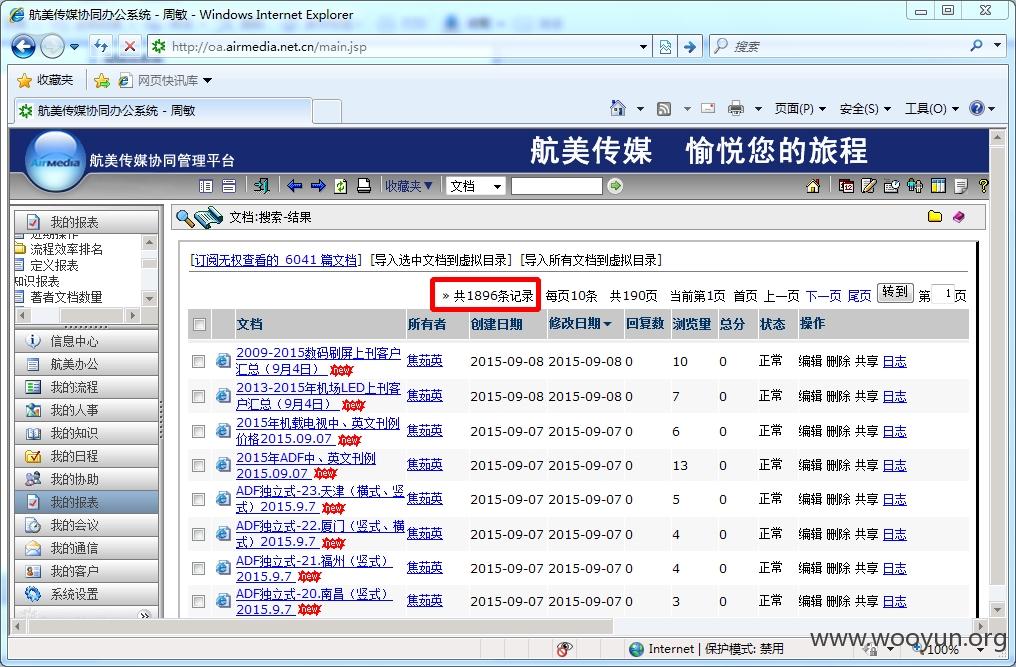 航美传媒协同办公系统 - 周敏 - Windows Internet Explorer
http://oa.airmedia.net.cn/main.jsp
搜索
收藏夹
网页快讯库
航美传媒协同办公系统 - 周敏
页面(P) 安全(S) 工具(O)
AirMedia
航美传媒协同管理平台
航美传媒 愉悦您的旅程
收藏夹 文档
我的报表
流程效率排名
定义报表
知识报表
著者文档数量
信息中心
航美办公
我的流程
我的人事
我的知识
我的日程
我的协助
我的报表
我的会议
我的通信
我的客户
系统设置
文档:搜索-结果
[订阅无权查看的 6041 篇文档] [导入选中文档到虚拟目录] [导入所有文档到虚拟目录]
» 共1896条记录 每页10条 共190页 当前第1页 首页 上一页 下一页 尾页 转到 第 1 页
文档 所有者 创建日期 修改日期 回复数 浏览量 总分 状态 操作
2009-2015数码刷屏上刊客户汇总（9月4日） new 焦茹英 2015-09-08 2015-09-08 0 10 0 正常 编辑 删除 共享 日志
2013-2015年机场LED上刊客户汇总（9月4日） new 焦茹英 2015-09-08 2015-09-08 0 7 0 正常 编辑 删除 共享 日志
2015年机载电视中、英文刊例价格2015.09.07 new 焦茹英 2015-09-07 2015-09-07 0 6 0 正常 编辑 删除 共享 日志
2015年ADF中、英文刊例2015.09.07 new 焦茹英 2015-09-07 2015-09-07 0 13 0 正常 编辑 删除 共享 日志
ADF独立式-23.天津（横式、竖式）2015.9.7 new 焦茹英 2015-09-07 2015-09-07 0 5 0 正常 编辑 删除 共享 日志
ADF独立式-22.厦门（竖式、横式）2015.9.7 new 焦茹英 2015-09-07 2015-09-07 0 4 0 正常 编辑 删除 共享 日志
ADF独立式-21.福州（竖式）2015.9.7 new 焦茹英 2015-09-07 2015-09-07 0 4 0 正常 编辑 删除 共享 日志
ADF独立式-20.南昌（竖式）2015.9.7 new 焦茹英 2015-09-07 2015-09-07 0 3 0 正常 编辑 删除 共享 日志
www.wooyun.org
Internet | 保护模式: 禁用
100%